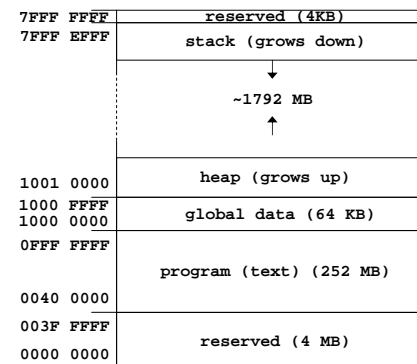 7FFF FFFF reserved (4KB)
7FFF EFFF stack (grows down)
~1792 MB
heap (grows up)
1001 0000
1000 FFFF
global data (64 KB)
1000 0000
0FFF FFFF
program (text) (252 MB)
0040 0000
003F FFFF
reserved (4 MB)
0000 0000